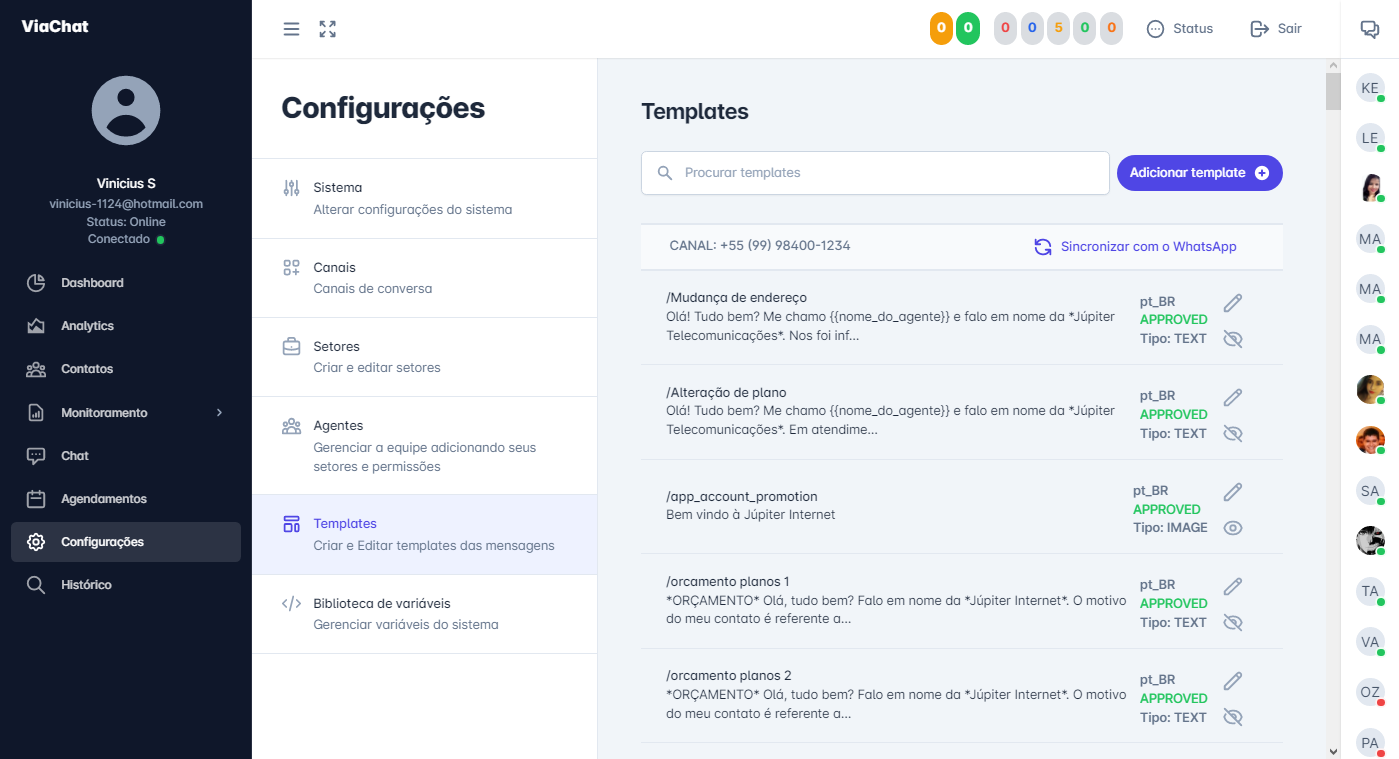 ViaChat
Vinicius S
vinicius-1124@hotmail.com
Status: Online
Conectado
Dashboard
Analytics
Contatos
Monitoramento
Chat
Agendamentos
Configurações
Histórico
0 0 0 0 5 0 0 Status Sair
Configurações
Sistema
Alterar configurações do sistema
Canais
Canais de conversa
Setores
Criar e editar setores
Agentes
Gerenciar a equipe adicionando seus
setores e permissões
Templates
Criar e Editar templates das mensagens
Biblioteca de variáveis
Gerenciar variáveis do sistema
Templates
Procurar templates
Adicionar template
CANAL: +55 (99) 98400-1234
Sincronizar com o WhatsApp
/Mudança de endereço
Olá! Tudo bem? Me chamo {{nome_do_agente}} e falo em nome da *Júpiter
Telecomunicações*. Nos foi inf...
pt_BR
APPROVED
Tipo: TEXT
/Alteração de plano
Olá! Tudo bem? Me chamo {{nome_do_agente}} e falo em nome da *Júpiter
Telecomunicações*. Em atendime...
pt_BR
APPROVED
Tipo: TEXT
/app_account_promotion
Bem vindo à Júpiter Internet
pt_BR
APPROVED
Tipo: IMAGE
/orcamento planos 1
*ORÇAMENTO* Olá, tudo bem? Falo em nome da *Júpiter Internet*. O motivo
do meu contato é referente a...
pt_BR
APPROVED
Tipo: TEXT
/orcamento planos 2
*ORÇAMENTO* Olá, tudo bem? Falo em nome da *Júpiter Internet*. O motivo
do meu contato é referente a...
pt_BR
APPROVED
Tipo: TEXT
KE
LE
MA
MA
MA
SA
TA
VA
OZ
PA